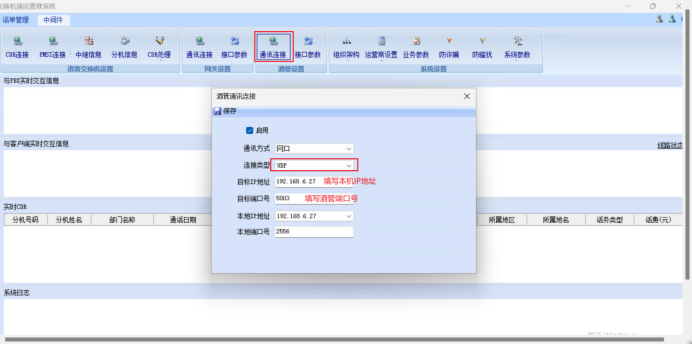 交换机通讯管理系统
话单管理 中间件
CDR连接 PMSI连接 中继信息 分机信息 CDR处理 通讯连接 接口参数 通讯连接 接口参数 组织架构 运营商设置 业务参数 防诈骗 防骚扰 系统参数
语音交换机设置 网关设置 酒管设置 系统设置
与PBX实时交互信息
酒管通讯连接
保存
启用
与客户端实时交互信息
线路状态
通讯方式 网口
连接类型 UDP
目标IP地址 192.168.6.27 填写本机IP地址
目标端口号 5003 填写酒管端口号
实时CDR
本地IP地址 192.168.6.27
分机号码 分机姓名 部门名称 通话日期 所属地区 所属地名 话务类型 话费(元)
本地端口号 2556
系统日志